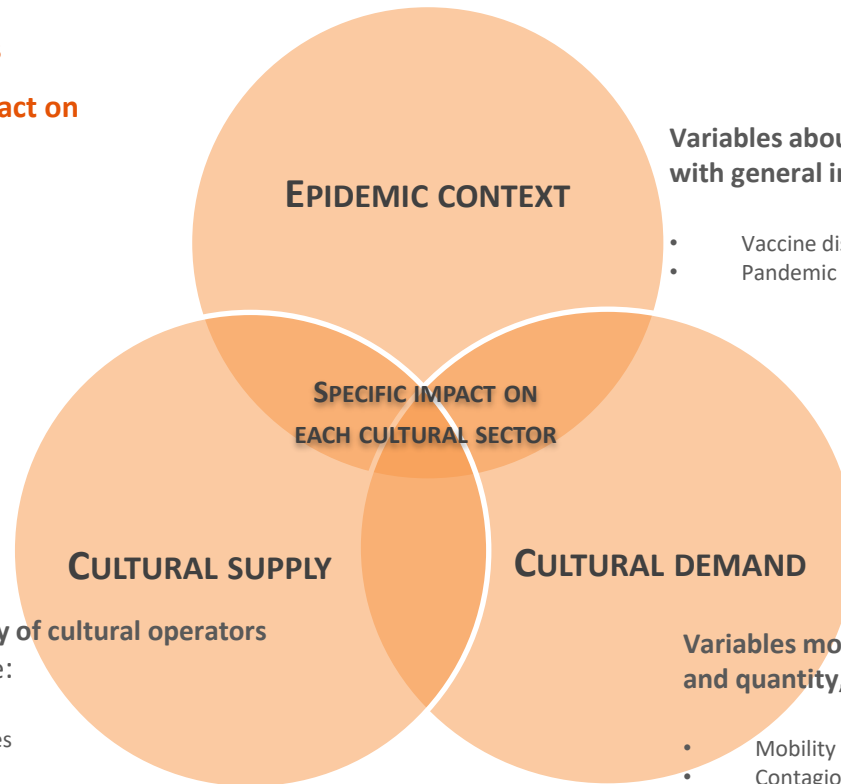 act on
Variables abou
with general i
EPIDEMIC CONTEXT
• Vaccine dis
• Pandemic
SPECIFIC IMPACT ON
EACH CULTURAL SECTOR
CULTURAL SUPPLY
CULTURAL DEMAND
y of cultural operators
e:
Variables mo
and quantity,
es
• Mobility
• Contagio